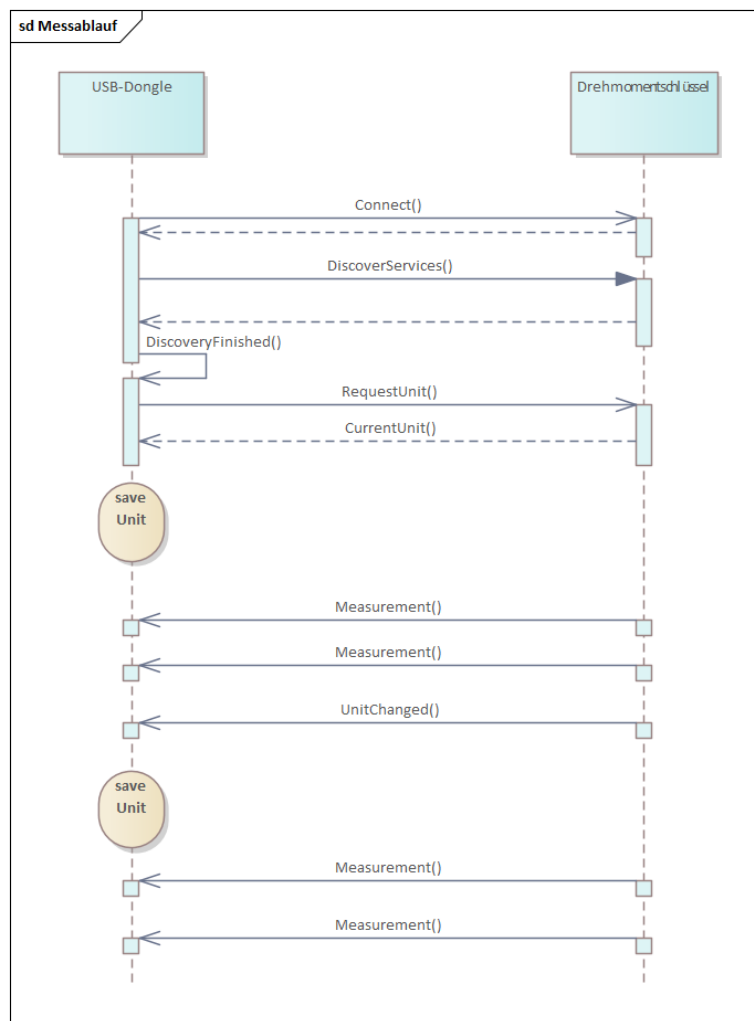 sd Messablauf
USB-Dongle
Drehmomentschlüssel
Connect()
DiscoverServices()
DiscoveryFinished()
RequestUnit()
CurrentUnit()
save
Unit
Measurement()
Measurement()
UnitChanged()
save
Unit
Measurement()
Measurement()